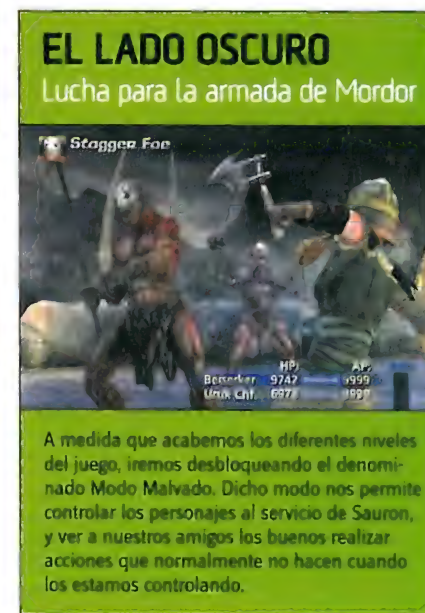 EL LADO OSCURO
Lucha para la armada de Mordor
Stagger Foe
HP: AP:
Berserker 9742 9999
Uruk Chf. 6978
A medida que acabemos los diferentes niveles
del juego, iremos desbloqueando el denomi-
nado Modo Malvado. Dicho modo nos permite
controlar los personajes al servicio de Sauron,
y ver a nuestros amigos los buenos realizar
acciones que normalmente no hacen cuando
los estamos controlando.